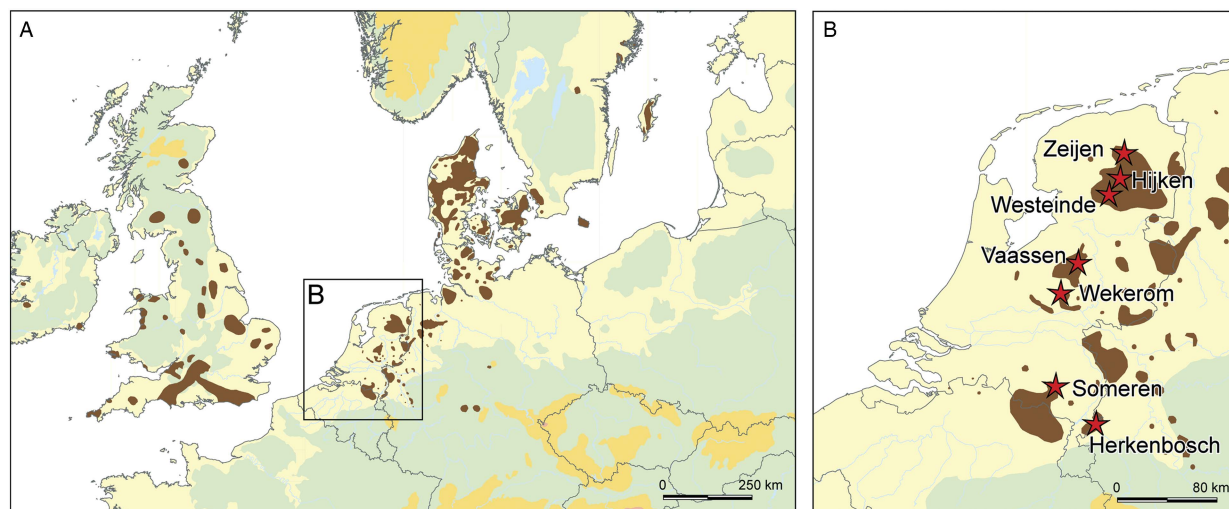 A
B
0 250 km
B
Zeijen
Hijken
Westeinde
Vaassen
Wekerom
Someren
Herkenbosch
0 80 km